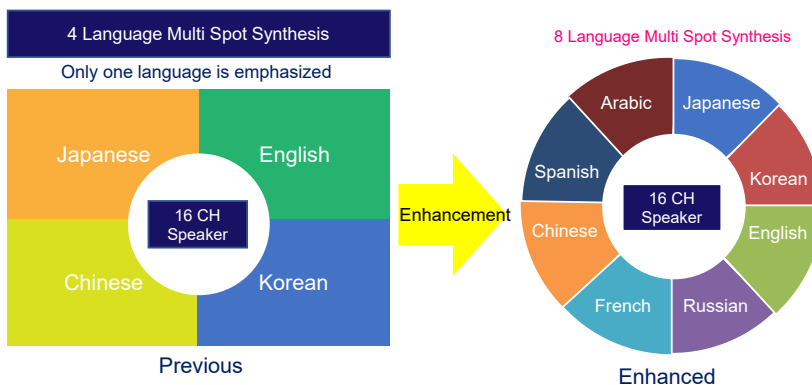 4 Language Multi Spot Synthesis
Only one language is emphasized
Japanese
English
16 CH
Speaker
Chinese
Korean
Previous
Enhancement
8 Language Multi Spot Synthesis
Arabic
Japanese
Spanish
Korean
16 CH
Speaker
Chinese
English
French
Russian
Enhanced